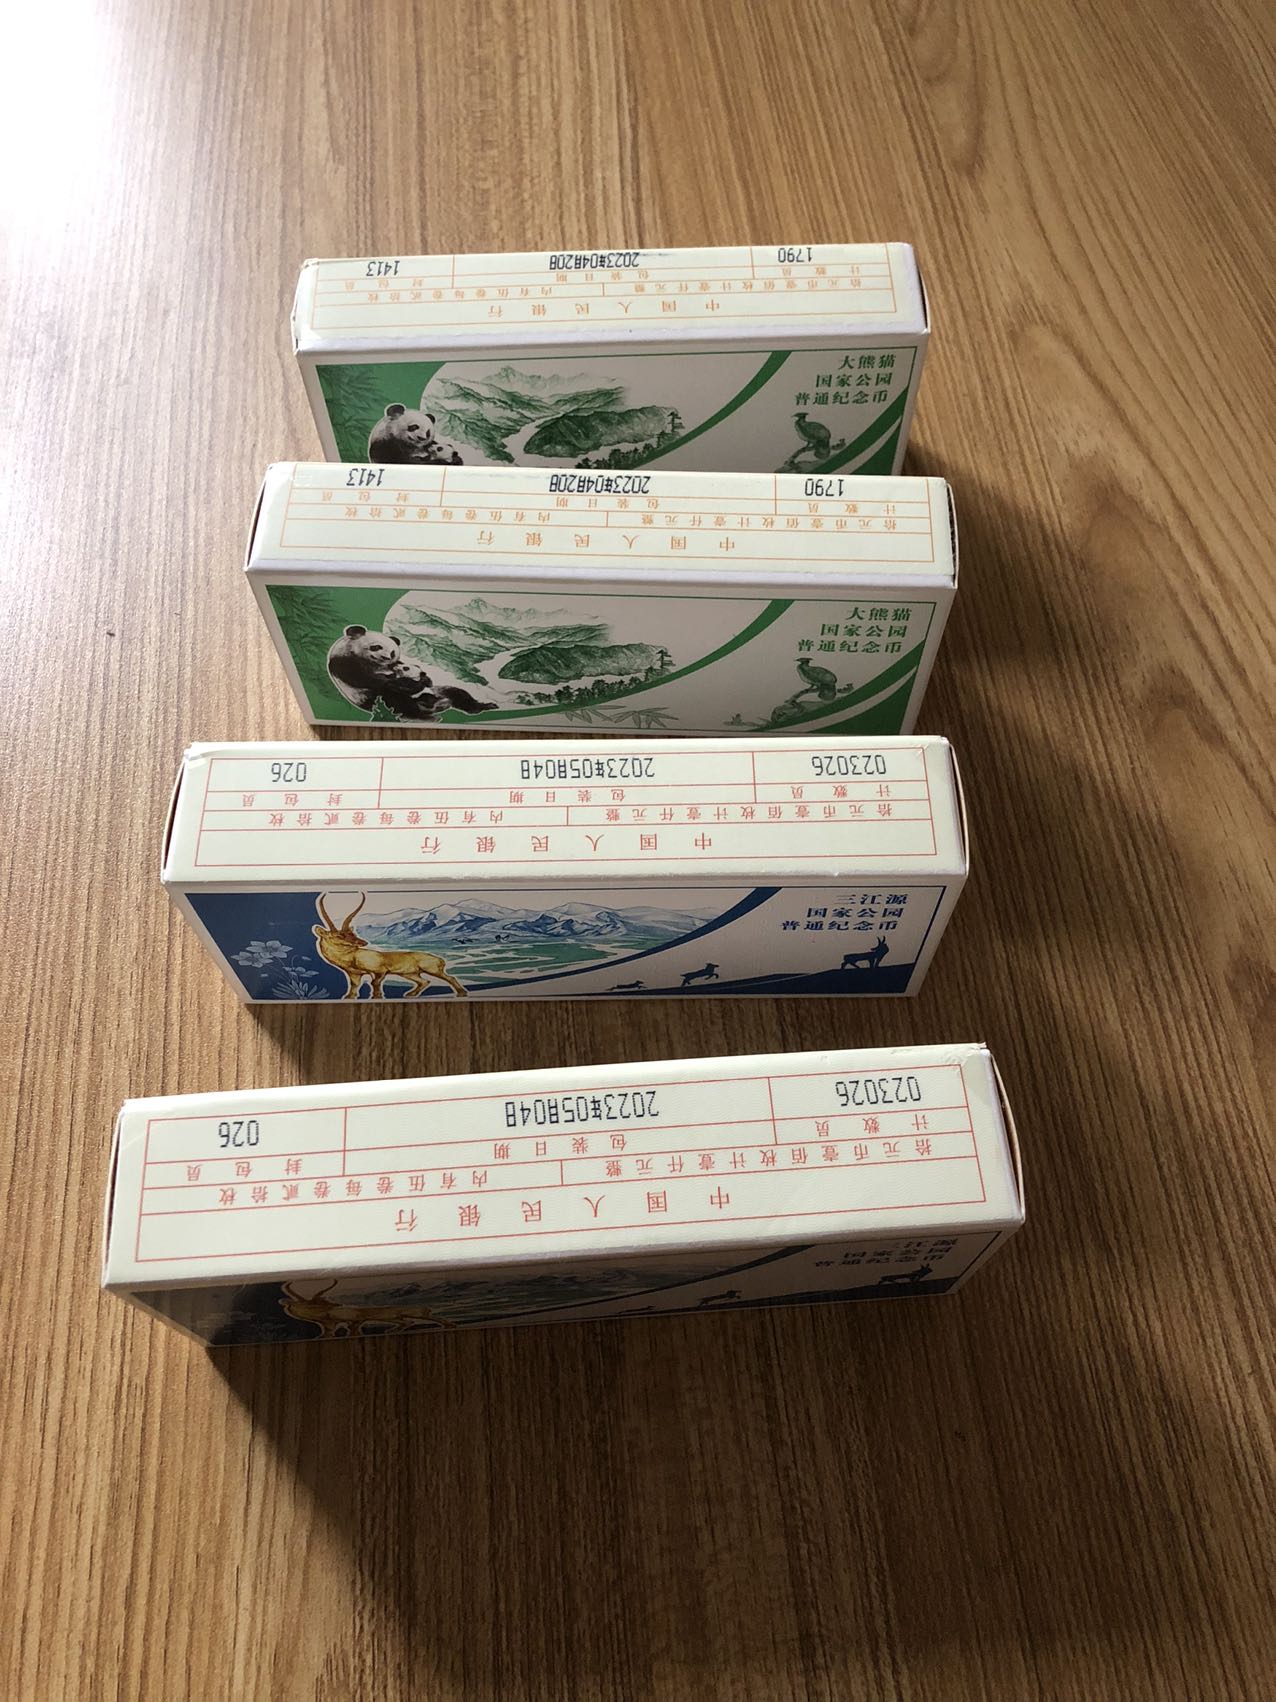 中国人民银行
拾元币壹佰枚计壹仟元整 内有伍卷每卷贰拾枚
计数员 包装日期 封包员
1790 2023年04月20日 1413
大熊猫
国家公园
普通纪念币
中国人民银行
拾元币壹佰枚计壹仟元整 内有伍卷每卷贰拾枚
计数员 包装日期 封包员
1790 2023年04月20日 1413
大熊猫
国家公园
普通纪念币
中国人民银行
拾元币壹佰枚计壹仟元整 内有伍卷每卷贰拾枚
计数员 包装日期 封包员
023026 2023年05月04日 026
三江源
国家公园
普通纪念币
中国人民银行
拾元币壹佰枚计壹仟元整 内有伍卷每卷贰拾枚
计数员 包装日期 封包员
023026 2023年05月04日 026
三江源
国家公园
普通纪念币